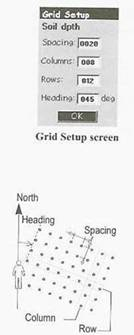 Grid Setup
Soil dpth
Spacing: 0020
Columns: 008
Rows: 012
Heading: 045 deg
OK
Grid Setup screen
North
Heading
Spacing
Column
Row